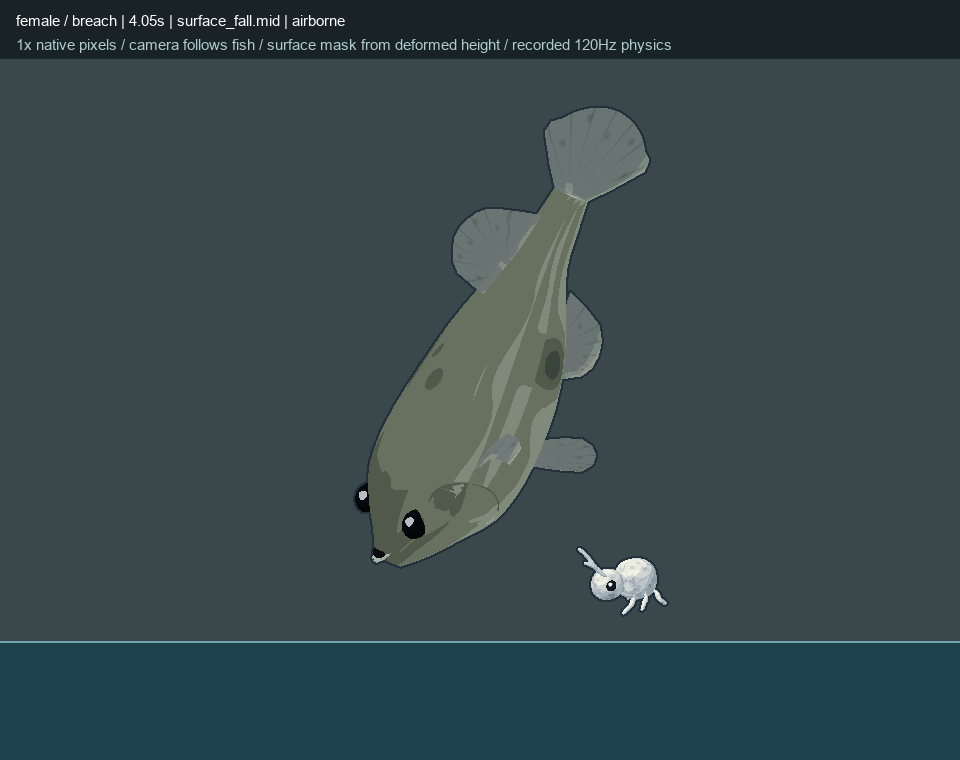 female / breach | 4.05s | surface_fall.mid | airborne
1x native pixels / camera follows fish / surface mask from deformed height / recorded 120Hz physics